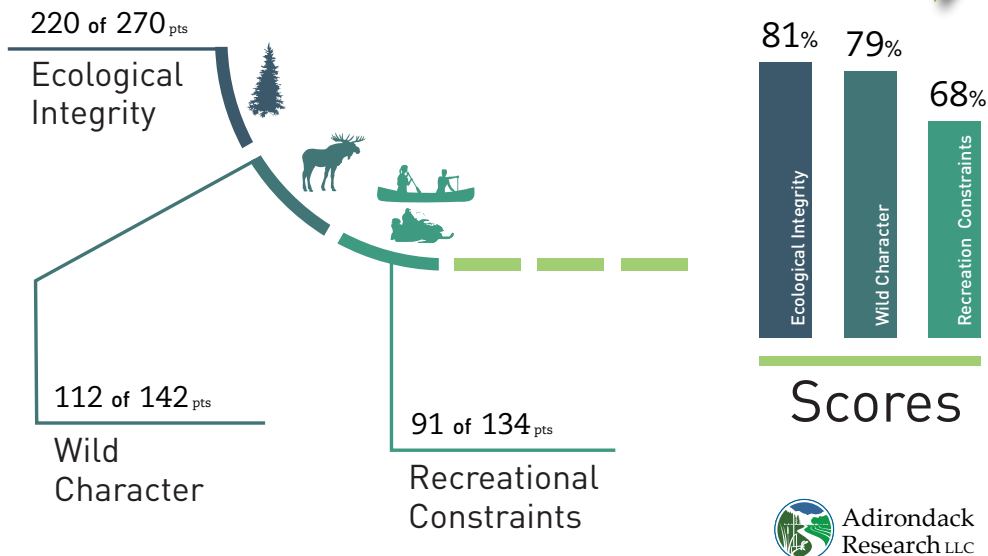 220 of 270 pts
Ecological
Integrity
112 of 142 pts
Wild
Character
91 of 134 pts
Recreational
Constraints
81%
79%
68%
Ecological Integrity
Wild Character
Recreation Constraints
Scores
Adirondack
Research LLC